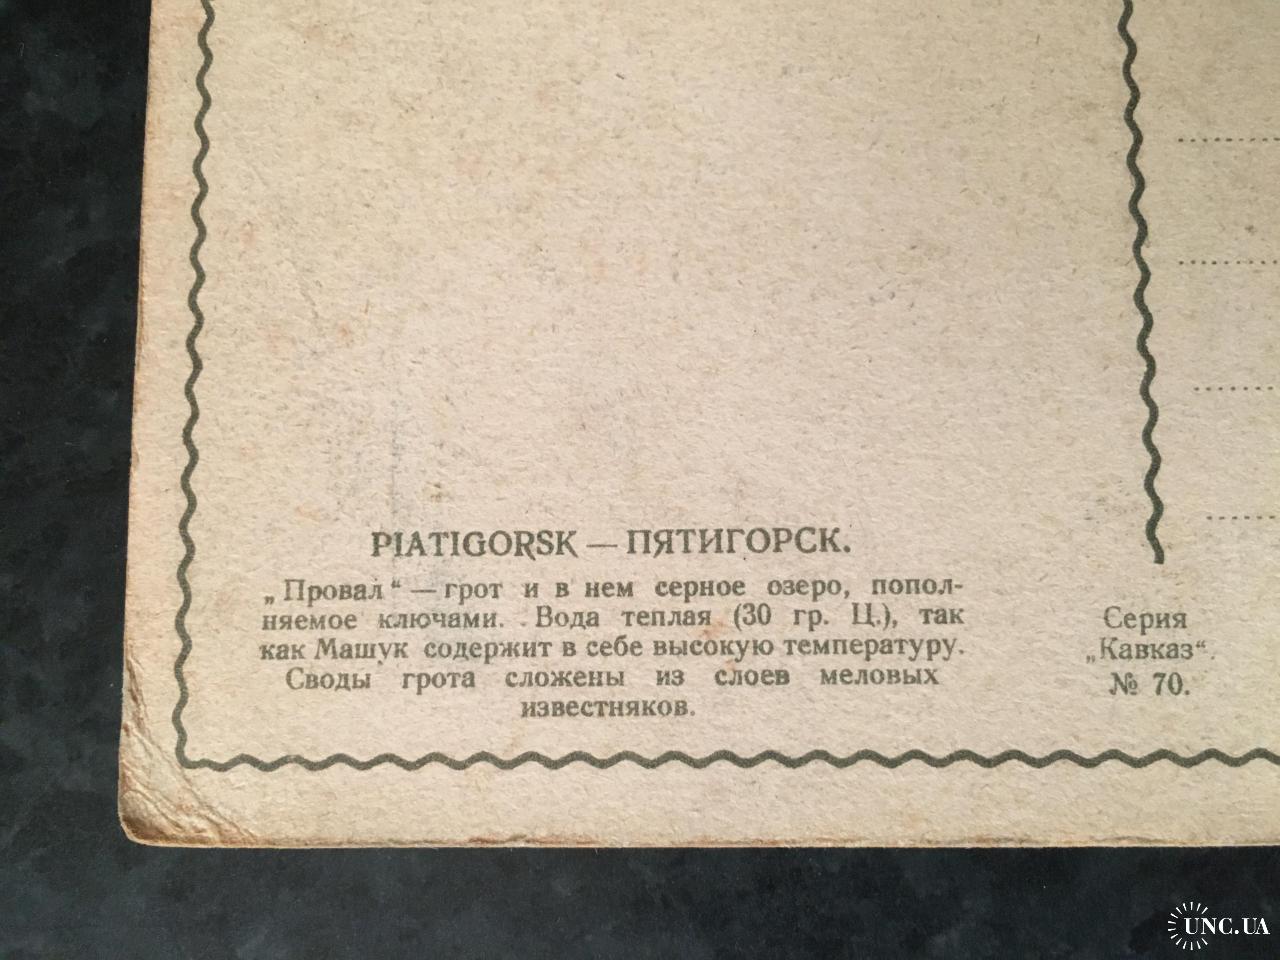 PIATIGORSK — ПЯТИГОРСК.
„Провал“ — грот и в нем серное озеро, попол-
няемое ключами. Вода теплая (30 гр. Ц.), так
как Машук содержит в себе высокую температуру.
Своды грота сложены из слоев меловых
известняков.
Серия
„Кавказ“.
№ 70.
UNC.UA